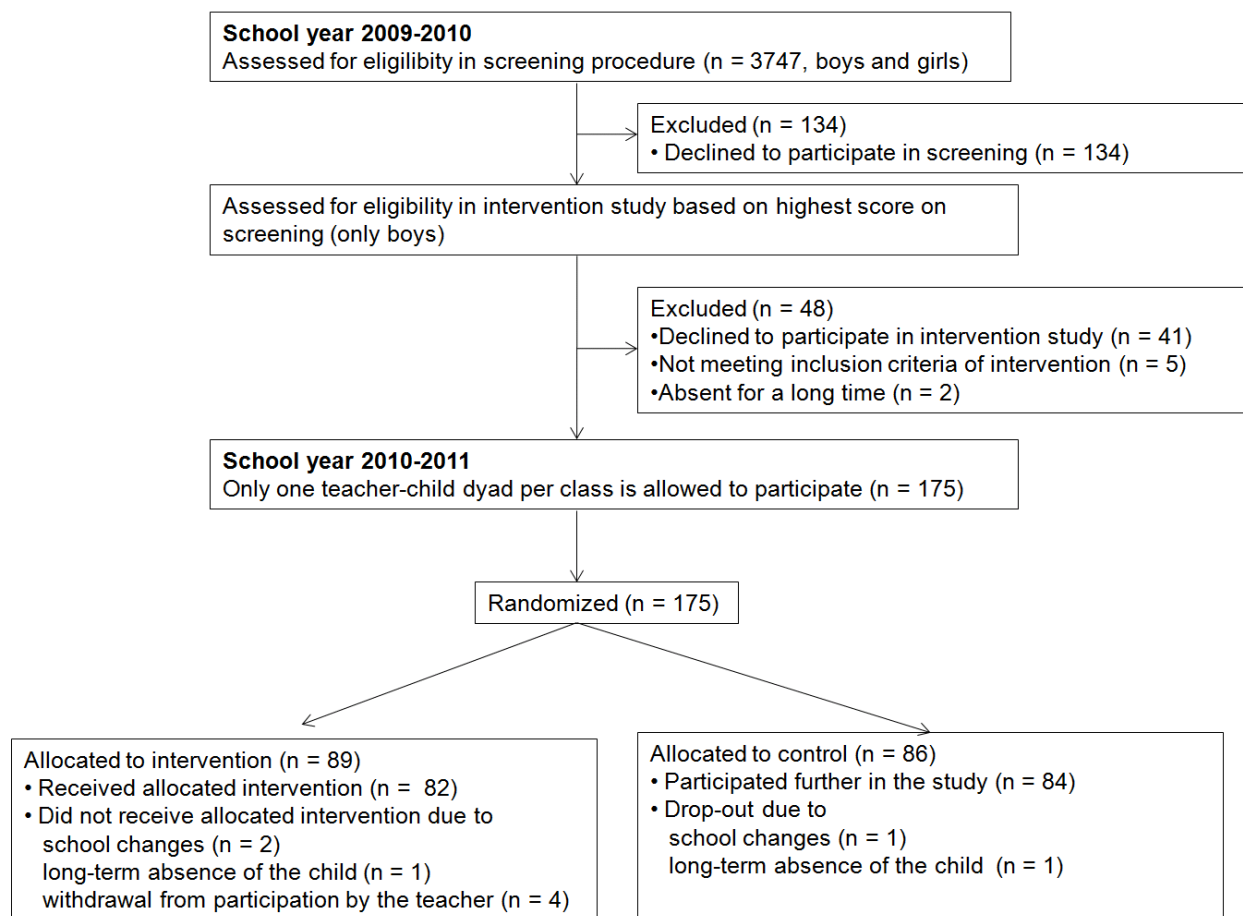 School year 2009-2010
Assessed for eligilibity in screening procedure (n = 3747, boys and girls)
Excluded (n = 134)
• Declined to participate in screening (n = 134)
Assessed for eligibility in intervention study based on highest score on
screening (only boys)
Excluded (n = 48)
•Declined to participate in intervention study (n = 41)
•Not meeting inclusion criteria of intervention (n = 5)
•Absent for a long time (n = 2)
School year 2010-2011
Only one teacher-child dyad per class is allowed to participate (n = 175)
Randomized (n = 175)
Allocated to intervention (n = 89)
• Received allocated intervention (n = 82)
• Did not receive allocated intervention due to
school changes (n = 2)
long-term absence of the child (n = 1)
withdrawal from participation by the teacher (n = 4)
Allocated to control (n = 86)
• Participated further in the study (n = 84)
• Drop-out due to
school changes (n = 1)
long-term absence of the child (n = 1)